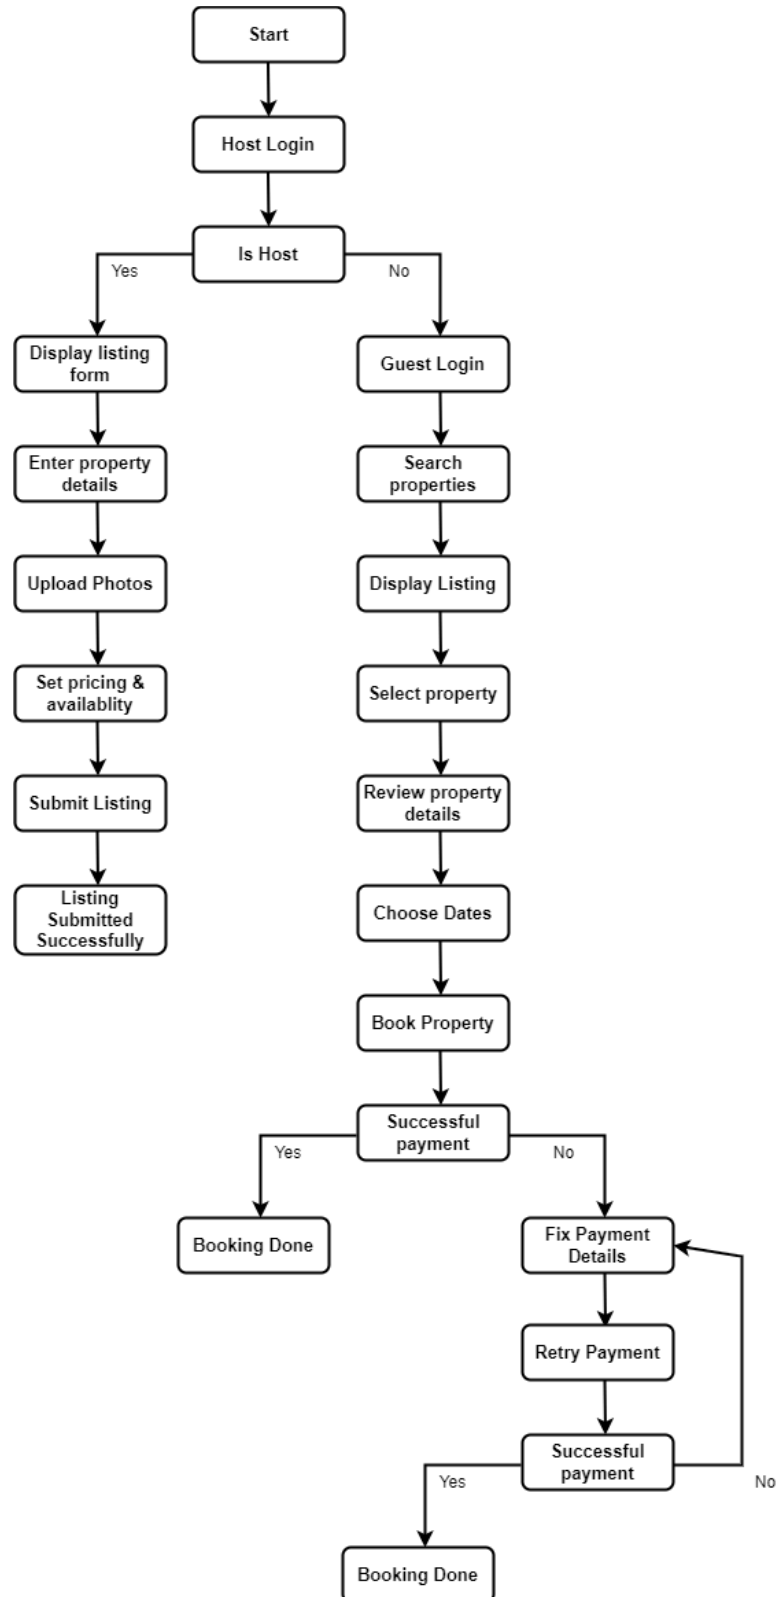 Start
Host Login
Is Host
Yes
No
Display listing
form
Guest Login
Enter property
details
Search
properties
Upload Photos
Display Listing
Set pricing &
availablity
Select property
Submit Listing
Review property
details
Listing
Submitted
Successfully
Choose Dates
Book Property
Successful
payment
Yes
No
Booking Done
Fix Payment
Details
Retry Payment
Successful
payment
Yes
No
Booking Done